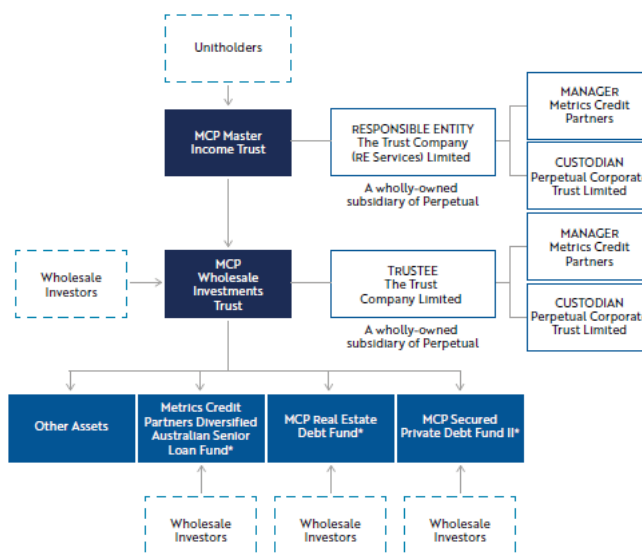 Unitholders
MCP Master
Income Trust
RESPONSIBLE ENTITY
The Trust Company
(RE Services) Limited
A wholly-owned
subsidiary of Perpetual
MANAGER
Metrics Credit
Partners
CUSTODIAN
Perpetual Corporate
Trust Limited
Wholesale
Investors
MCP
Wholesale
Investments
Trust
TRUSTEE
The Trust
Company Limited
A wholly-owned
subsidiary of Perpetual
MANAGER
Metrics Credit
Partners
CUSTODIAN
Perpetual Corporate
Trust Limited
Other Assets
Metrics Credit
Partners Diversified
Australian Senior
Loan Fund*
MCP Real Estate
Debt Fund*
MCP Secured
Private Debt Fund II*
Wholesale
Investors
Wholesale
Investors
Wholesale
Investors